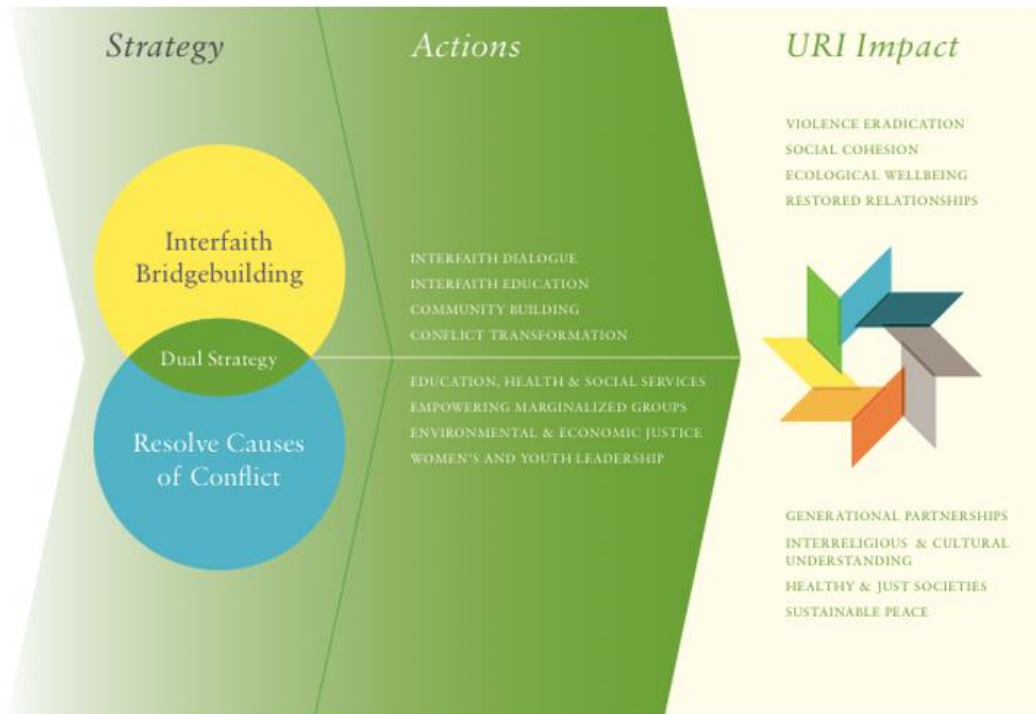 Strategy
Interfaith
Bridgebuilding
Dual Strategy
Resolve Causes
of Conflict
Actions
INTERFAITH DIALOGUE
INTERFAITH EDUCATION
COMMUNITY BUILDING
CONFLICT TRANSFORMATION
EDUCATION, HEALTH & SOCIAL SERVICES
EMPOWERING MARGINALIZED GROUPS
ENVIRONMENTAL & ECONOMIC JUSTICE
WOMEN'S AND YOUTH LEADERSHIP
URI Impact
VIOLENCE ERADICATION
SOCIAL COHESION
ECOLOGICAL WELLBEING
RESTORED RELATIONSHIPS
GENERATIONAL PARTNERSHIPS
INTERRELIGIOUS & CULTURAL
UNDERSTANDING
HEALTHY & JUST SOCIETIES
SUSTAINABLE PEACE